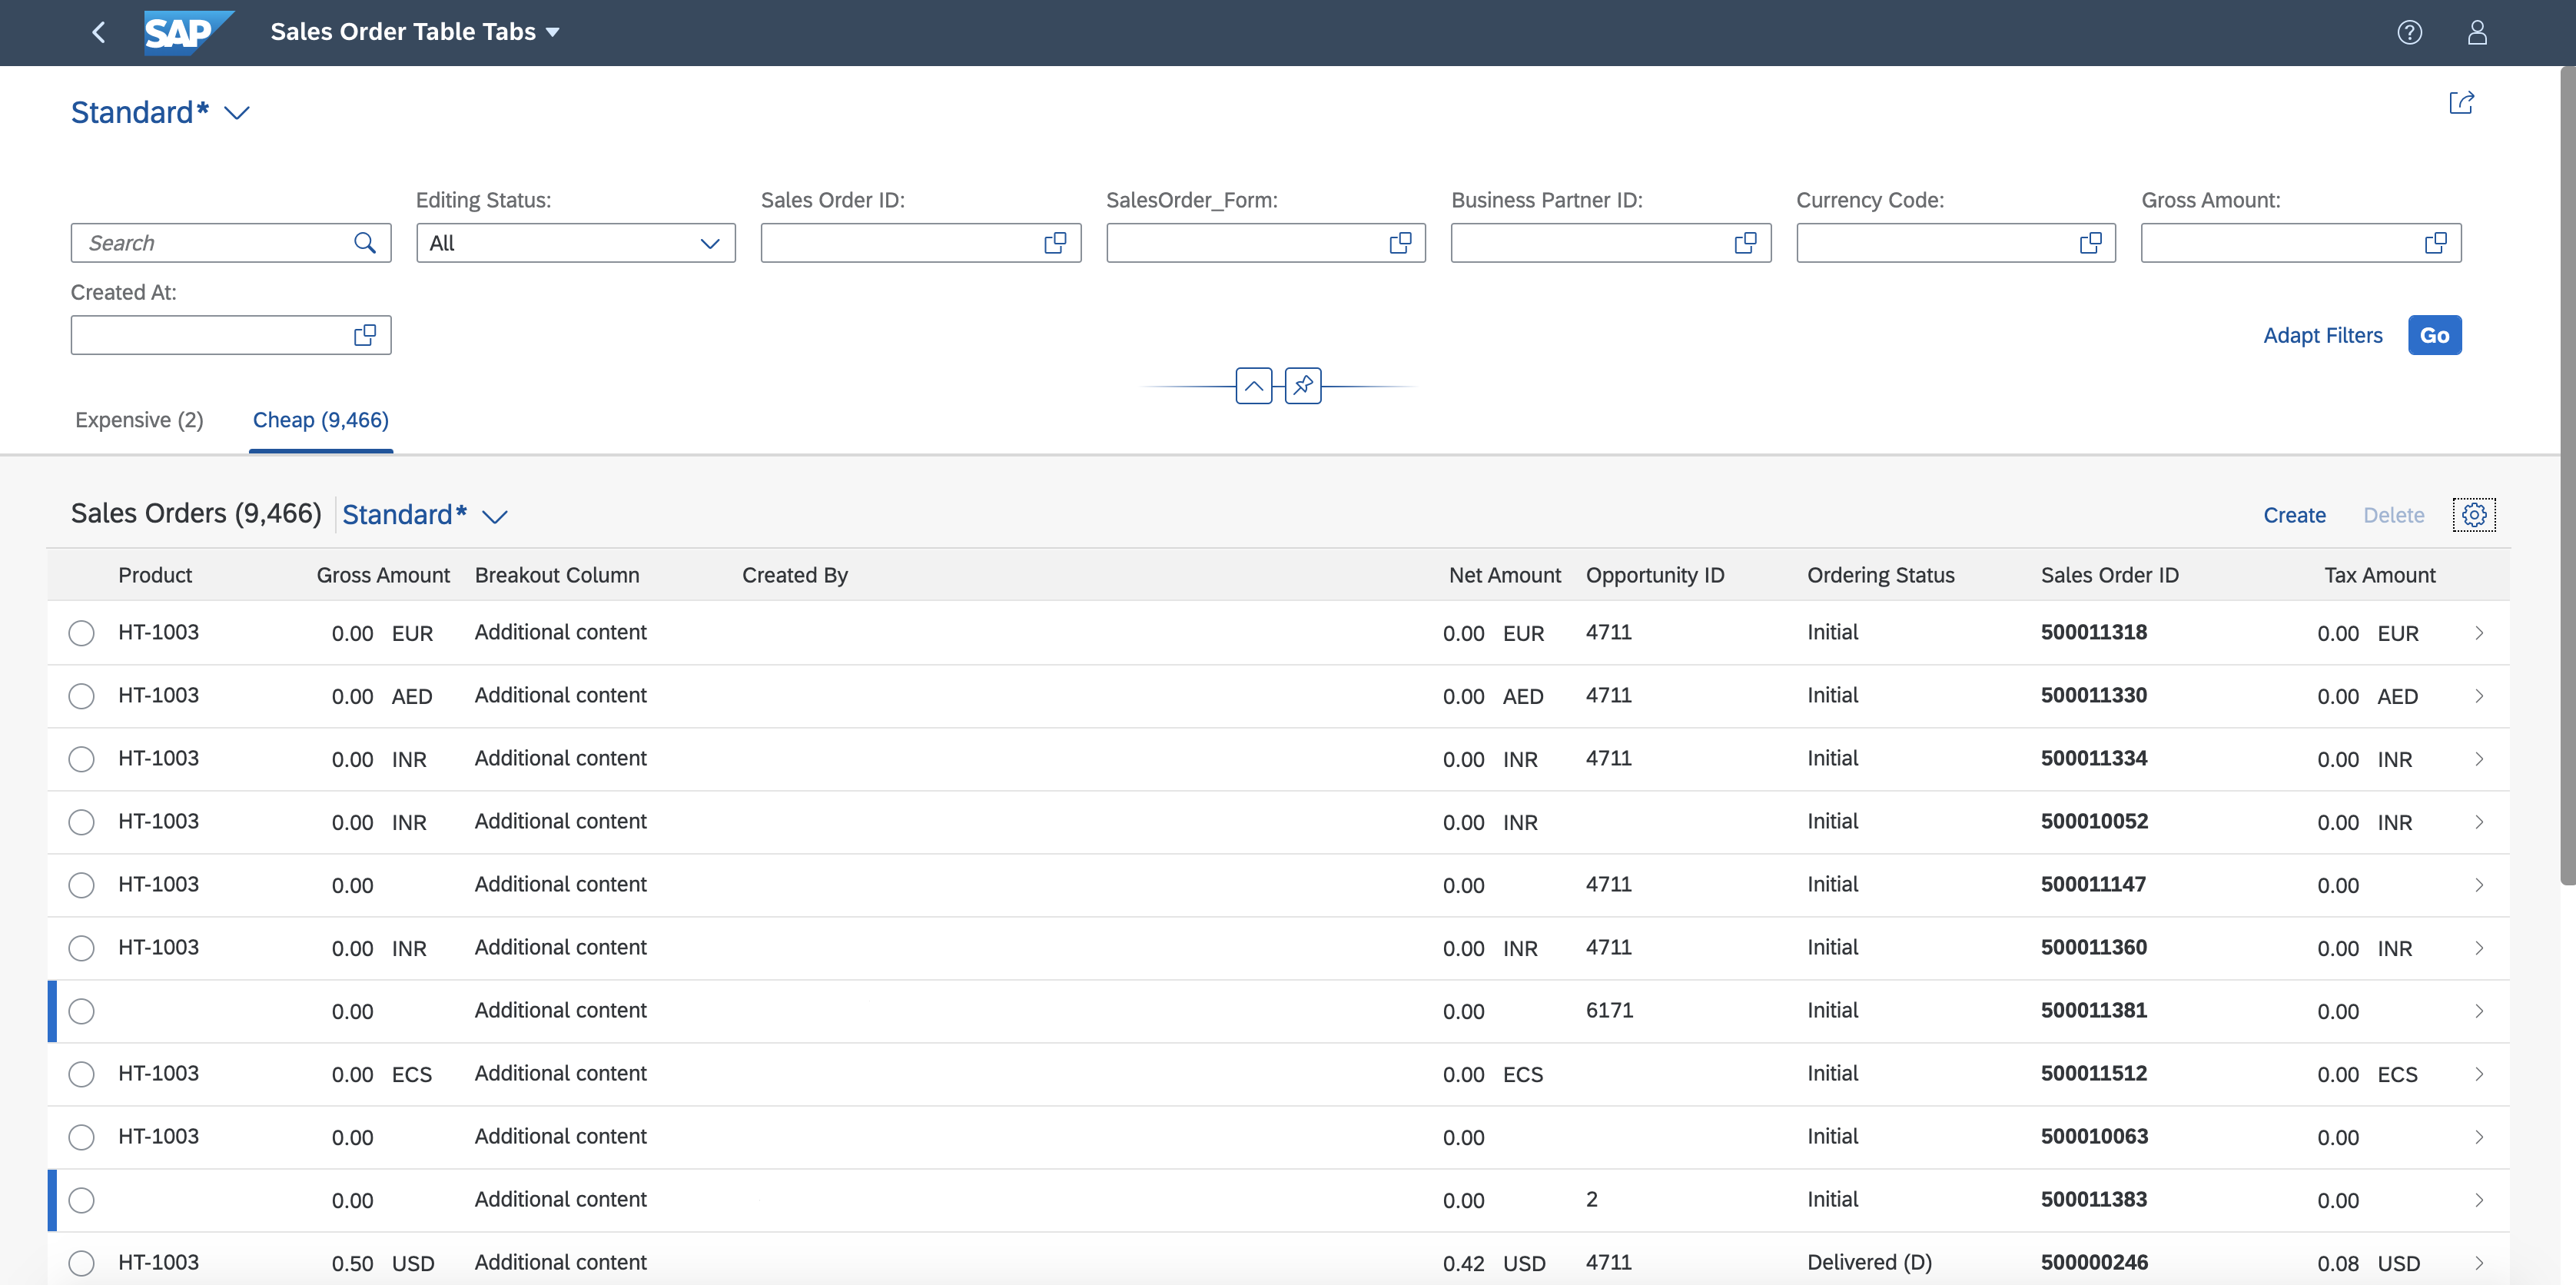 SAP Sales Order Table Tabs
Standard*
Editing Status: Sales Order ID: SalesOrder_Form: Business Partner ID: Currency Code: Gross Amount:
Search All
Created At:
Adapt Filters Go
Expensive (2) Cheap (9,466)
Sales Orders (9,466) Standard* Create Delete
Product Gross Amount Breakout Column Created By Net Amount Opportunity ID Ordering Status Sales Order ID Tax Amount
HT-1003 0.00 EUR Additional content 0.00 EUR 4711 Initial 500011318 0.00 EUR
HT-1003 0.00 AED Additional content 0.00 AED 4711 Initial 500011330 0.00 AED
HT-1003 0.00 INR Additional content 0.00 INR 4711 Initial 500011334 0.00 INR
HT-1003 0.00 INR Additional content 0.00 INR Initial 500010052 0.00 INR
HT-1003 0.00 Additional content 0.00 4711 Initial 500011147 0.00
HT-1003 0.00 INR Additional content 0.00 INR 4711 Initial 500011360 0.00 INR
0.00 Additional content 0.00 6171 Initial 500011381 0.00
HT-1003 0.00 ECS Additional content 0.00 ECS Initial 500011512 0.00 ECS
HT-1003 0.00 Additional content 0.00 Initial 500010063 0.00
0.00 Additional content 0.00 2 Initial 500011383 0.00
HT-1003 0.50 USD Additional content 0.42 USD 4711 Delivered (D) 500000246 0.08 USD